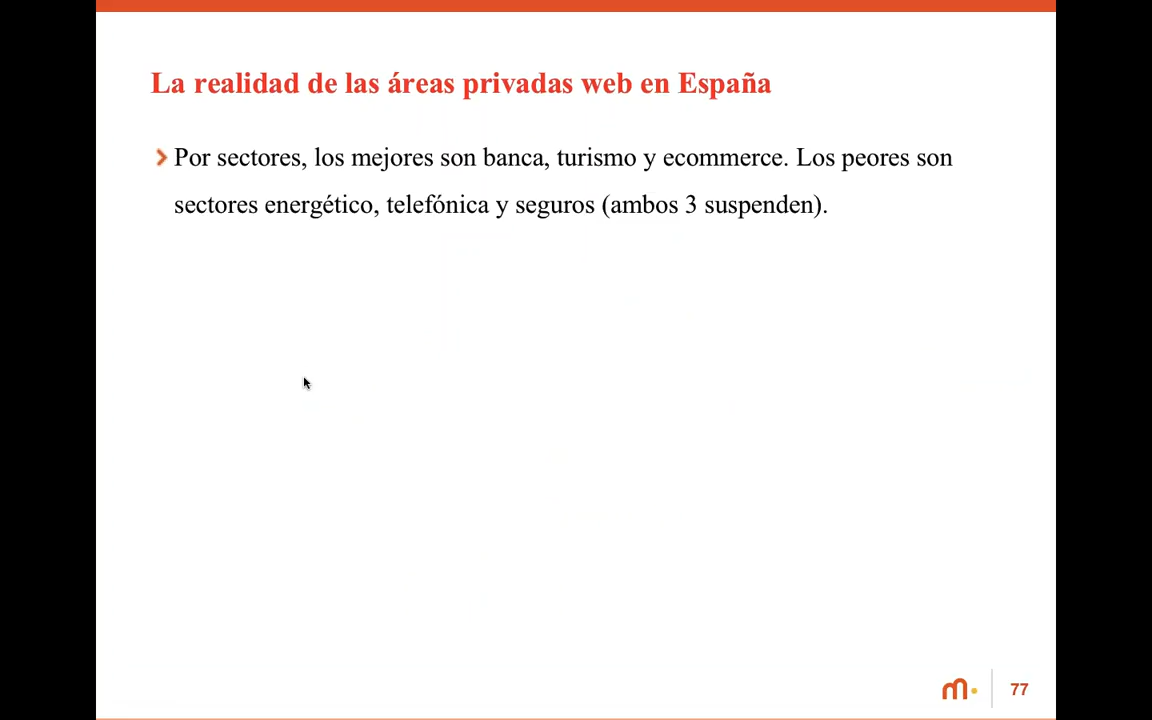 La realidad de las áreas privadas web en España
Por sectores, los mejores son banca, turismo y ecommerce. Los peores son
sectores energético, telefónica y seguros (ambos 3 suspenden).
m.
77